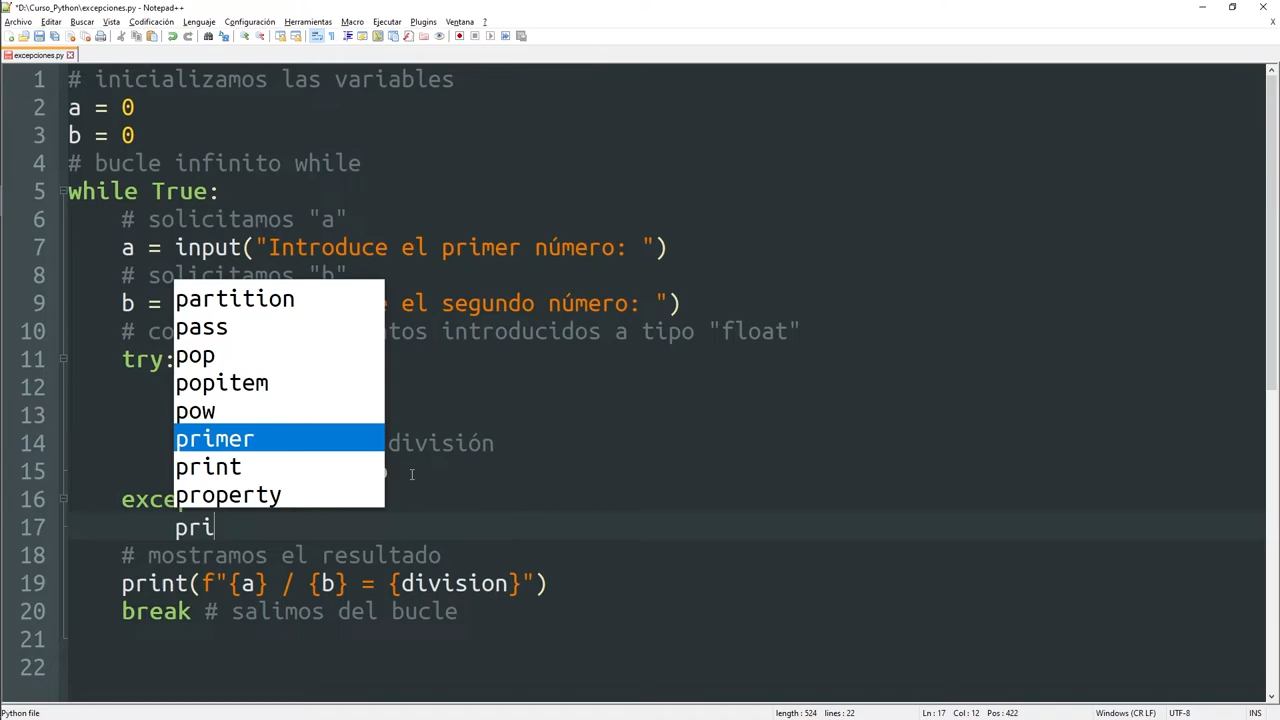 *D:\Curso_Python\excepciones.py - Notepad++
Archivo Editar Buscar Vista Codificación Lenguaje Configuración Herramientas Macro Ejecutar Plugins Ventana ?
excepciones.py
1 # inicializamos las variables
2 a = 0
3 b = 0
4 # bucle infinito while
5 while True:
6 # solicitamos "a"
7 a = input("Introduce el primer número: ")
8 # solicitamos "b"
9 b = e el segundo número: ")
10 # co ntos introducidos a tipo "float"
11 try:
12
13
14 división
15
16 exce
17 pri
18 # mostramos el resultado
19 print(f"{a} / {b} = {division}")
20 break # salimos del bucle
21
22
partition
pass
pop
popitem
pow
primer
print
property
Python file length : 524 lines : 22 Ln : 17 Col : 12 Pos : 422 Windows (CR LF) UTF-8 INS